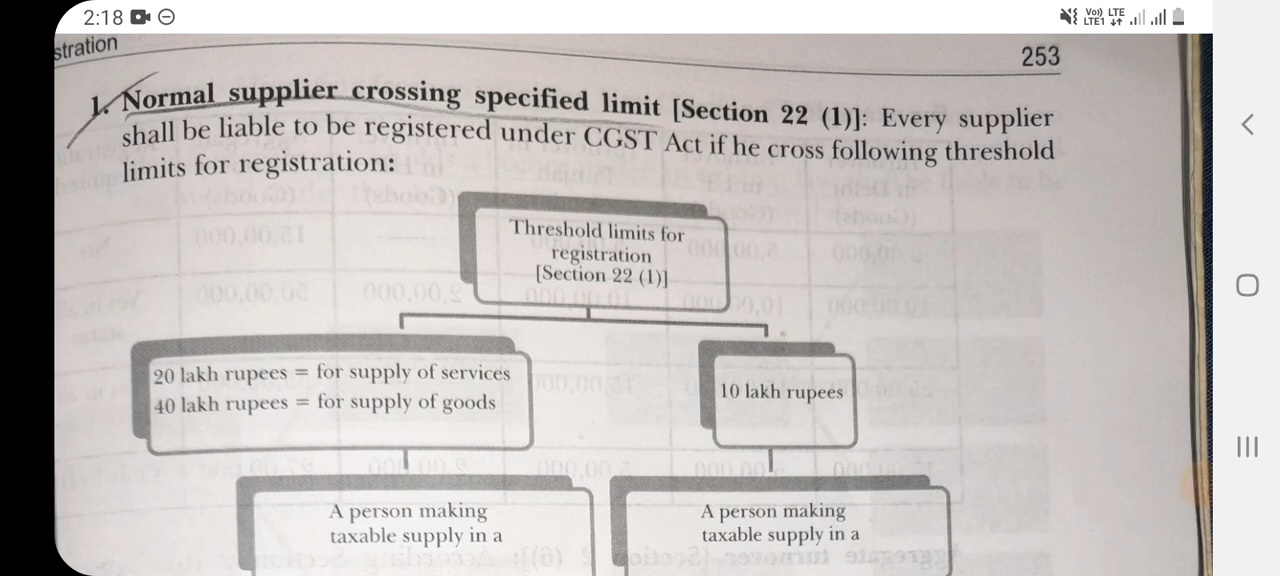 2:18
Vo)) LTE
LTE1
stration
253
1. Normal supplier crossing specified limit [Section 22 (1)]: Every supplier
shall be liable to be registered under CGST Act if he cross following threshold
limits for registration:
Threshold limits for
registration
[Section 22 (1)]
20 lakh rupees = for supply of services
40 lakh rupees = for supply of goods
10 lakh rupees
A person making
taxable supply in a
A person making
taxable supply in a